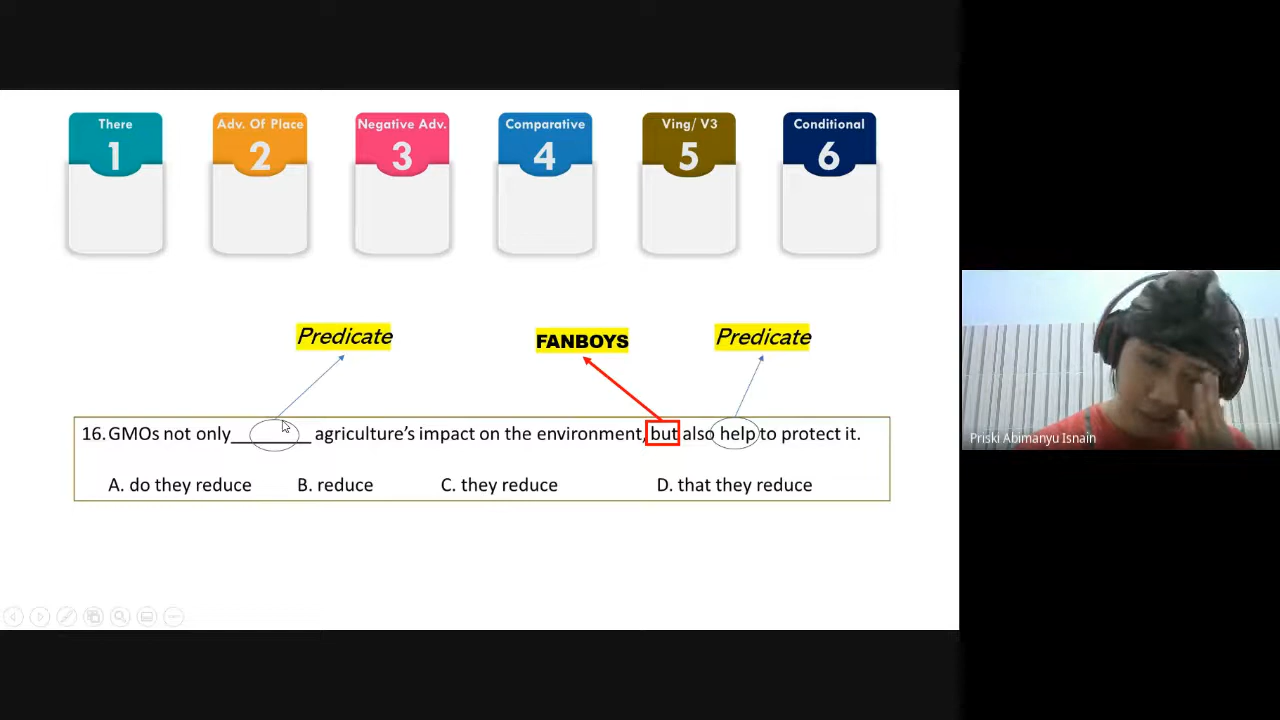 There
1
Adv. Of Place
2
Negative Adv.
3
Comparative
4
Ving/ V3
5
Conditional
6
Predicate
FANBOYS
Predicate
16. GMOs not only________ agriculture's impact on the environment, but also help to protect it.
A. do they reduce B. reduce C. they reduce D. that they reduce
Priski Abimanyu Isnain